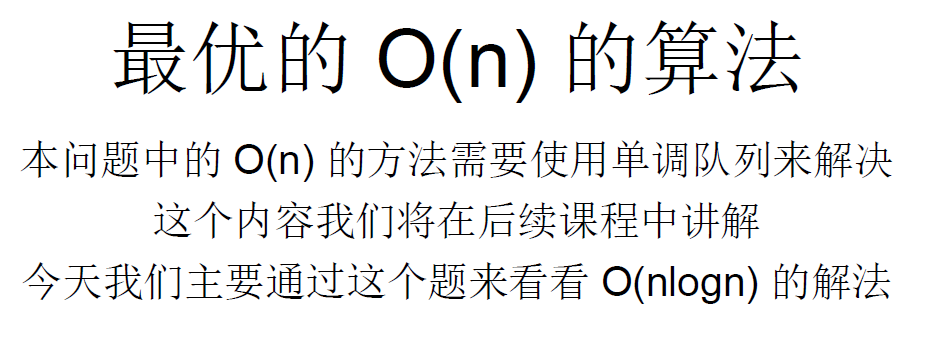 最优的 O(n) 的算法
本问题中的 O(n) 的方法需要使用单调队列来解决
这个内容我们将在后续课程中讲解
今天我们主要通过这个题来看看 O(nlogn) 的解法